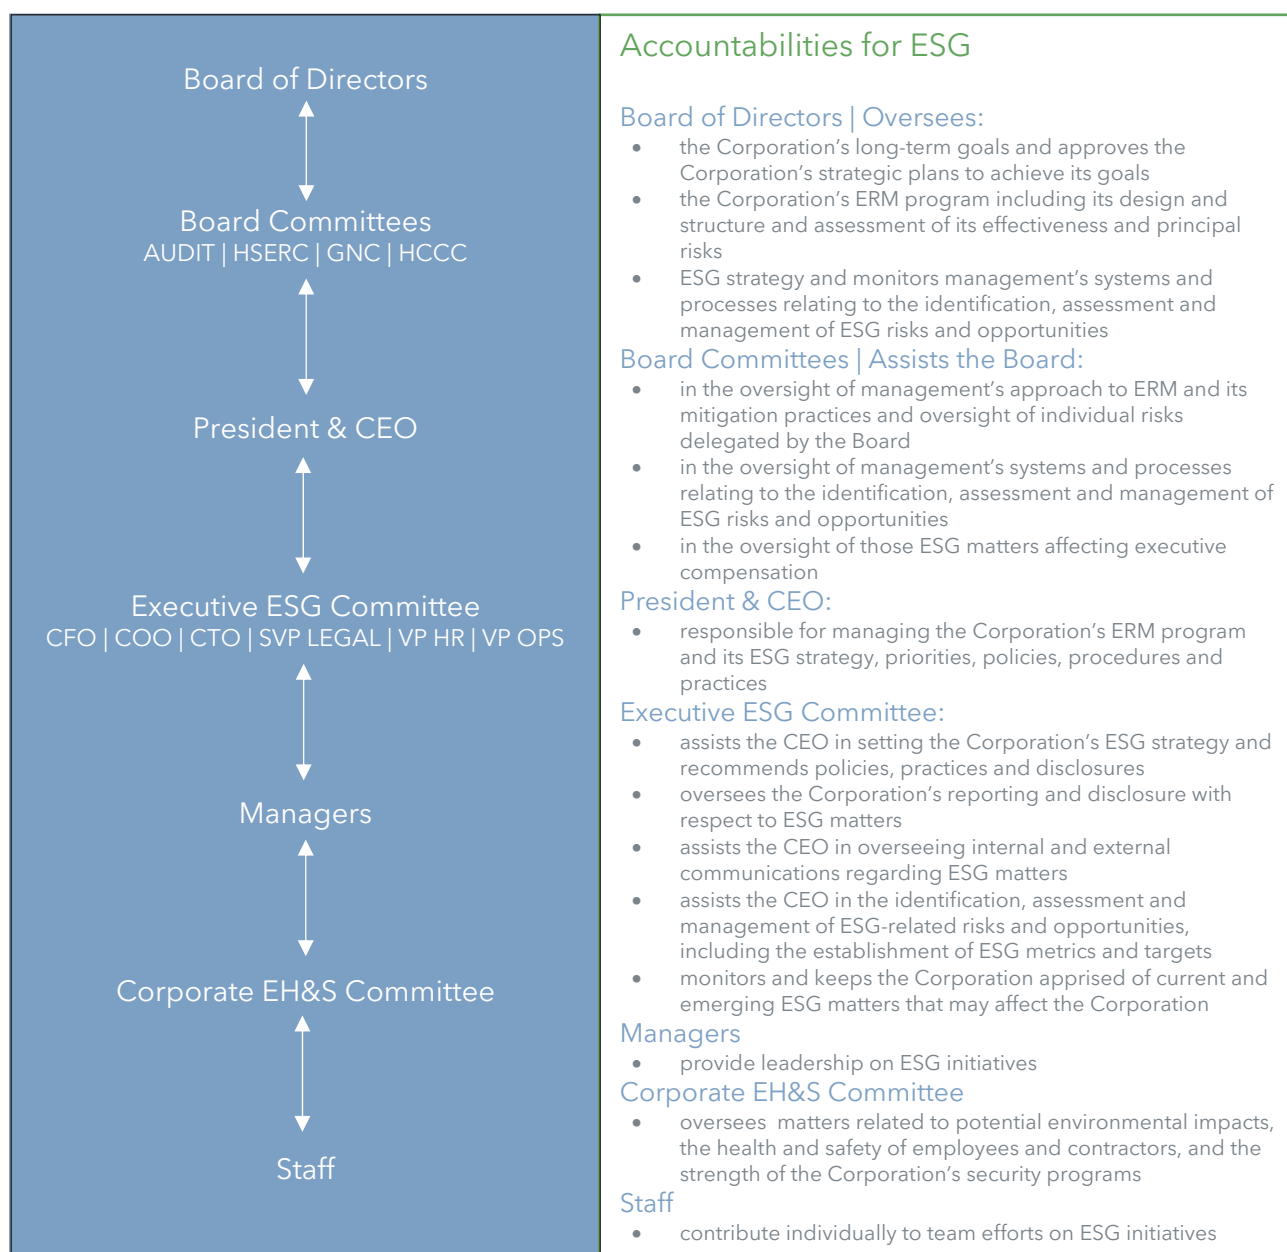 Board of Directors
Board Committees
AUDIT | HSERC | GNC | HCCC
President & CEO
Executive ESG Committee
CFO | COO | CTO | SVP LEGAL | VP HR | VP OPS
Managers
Corporate EH&S Committee
Staff
Accountabilities for ESG
Board of Directors | Oversees:
• the Corporation's long-term goals and approves the
Corporation's strategic plans to achieve its goals
• the Corporation's ERM program including its design and
structure and assessment of its effectiveness and principal
risks
• ESG strategy and monitors management's systems and
processes relating to the identification, assessment and
management of ESG risks and opportunities
Board Committees | Assists the Board:
• in the oversight of management's approach to ERM and its
mitigation practices and oversight of individual risks
delegated by the Board
• in the oversight of management's systems and processes
relating to the identification, assessment and management of
ESG risks and opportunities
• in the oversight of those ESG matters affecting executive
compensation
President & CEO:
• responsible for managing the Corporation's ERM program
and its ESG strategy, priorities, policies, procedures and
practices
Executive ESG Committee:
• assists the CEO in setting the Corporation's ESG strategy and
recommends policies, practices and disclosures
• oversees the Corporation's reporting and disclosure with
respect to ESG matters
• assists the CEO in overseeing internal and external
communications regarding ESG matters
• assists the CEO in the identification, assessment and
management of ESG-related risks and opportunities,
including the establishment of ESG metrics and targets
• monitors and keeps the Corporation apprised of current and
emerging ESG matters that may affect the Corporation
Managers
• provide leadership on ESG initiatives
Corporate EH&S Committee
• oversees matters related to potential environmental impacts,
the health and safety of employees and contractors, and the
strength of the Corporation's security programs
Staff
• contribute individually to team efforts on ESG initiatives